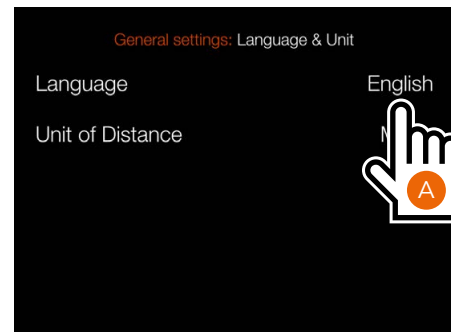 General settings: Language & Unit
Language English
Unit of Distance
A